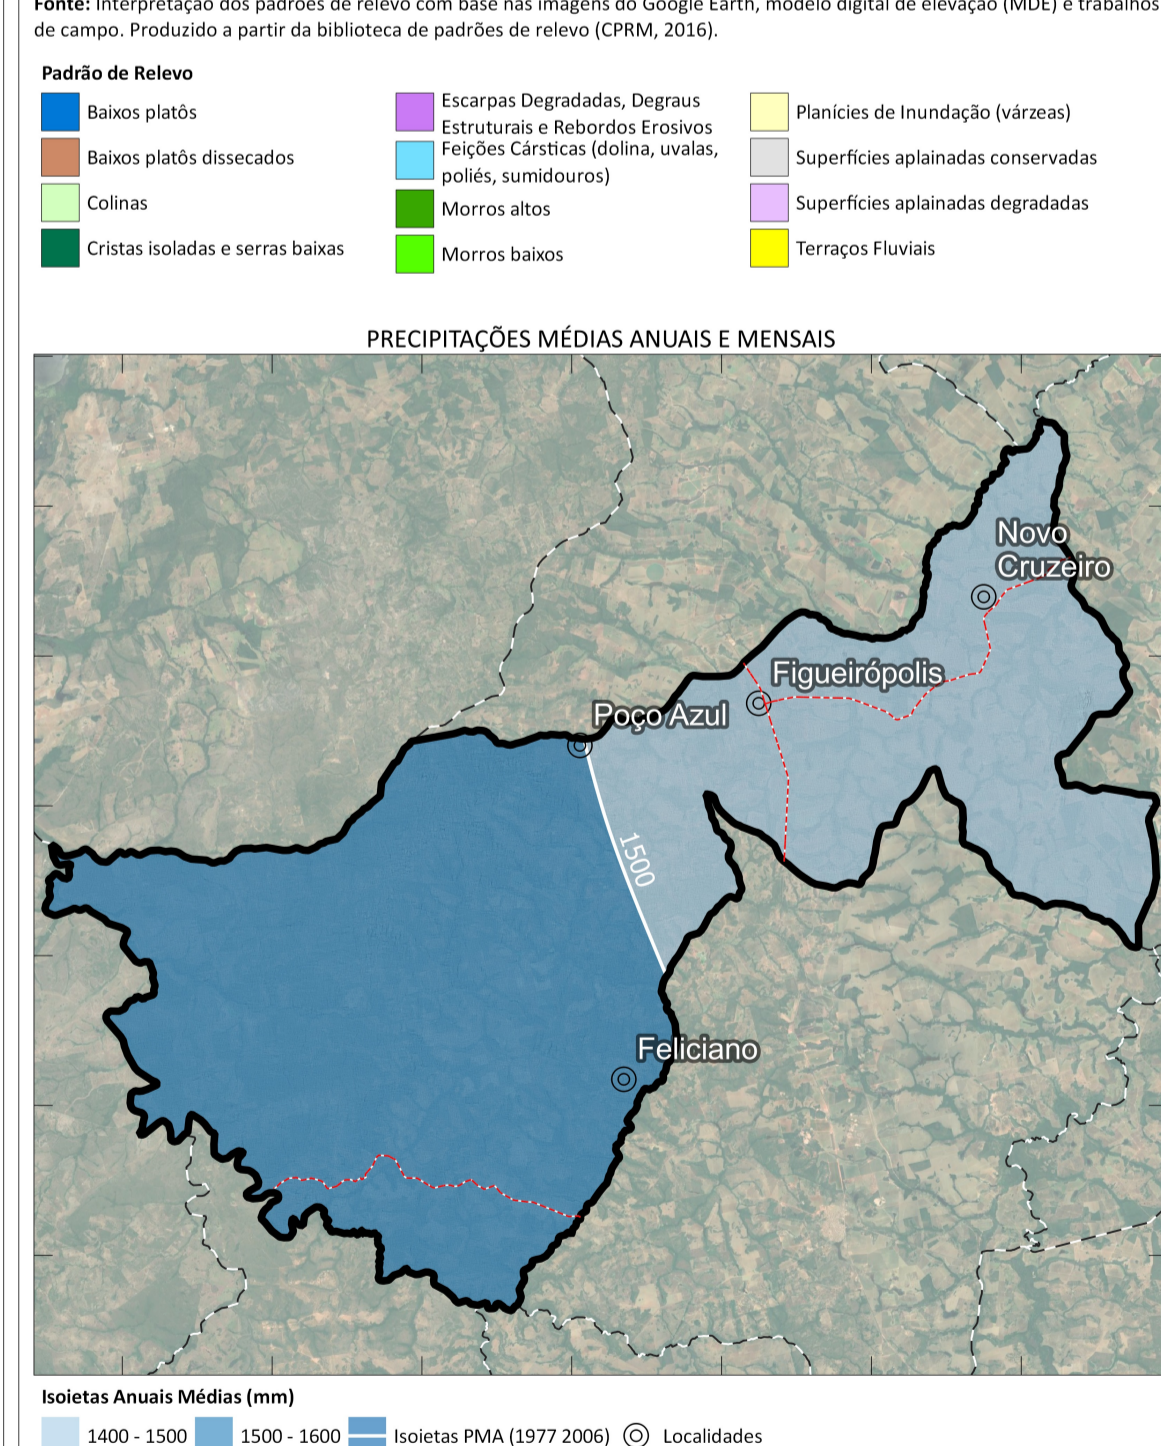 Fonte: Interpretação dos padrões de relevo com base nas imagens do Google Earth, modelo digital de elevação (MDE) e trabalhos
de campo. Produzido a partir da biblioteca de padrões de relevo (CPRM, 2016).
Padrão de Relevo
Baixos platôs
Baixos platôs dissecados
Colinas
Cristas isoladas e serras baixas
Escarpas Degradadas, Degraus
Estruturais e Rebordos Erosivos
Feições Cársticas (dolina, uvalas,
poliés, sumidouros)
Morros altos
Morros baixos
Planícies de Inundação (várzeas)
Superfícies aplainadas conservadas
Superfícies aplainadas degradadas
Terraços Fluviais
PRECIPITAÇÕES MÉDIAS ANUAIS E MENSAIS
Novo
Cruzeiro
Figueirópolis
Poço Azul
1500
Feliciano
Isoietas Anuais Médias (mm)
1400 - 1500
1500 - 1600
Isoietas PMA (1977 2006)
Localidades